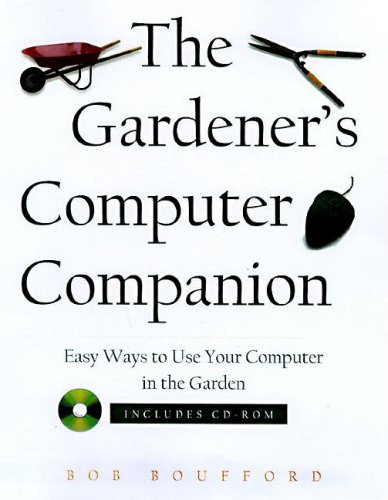 The
Gardener's
Computer
Companion
Easy Ways to Use Your Computer
in the Garden
INCLUDES CD-ROM
BOB BOUFFORD